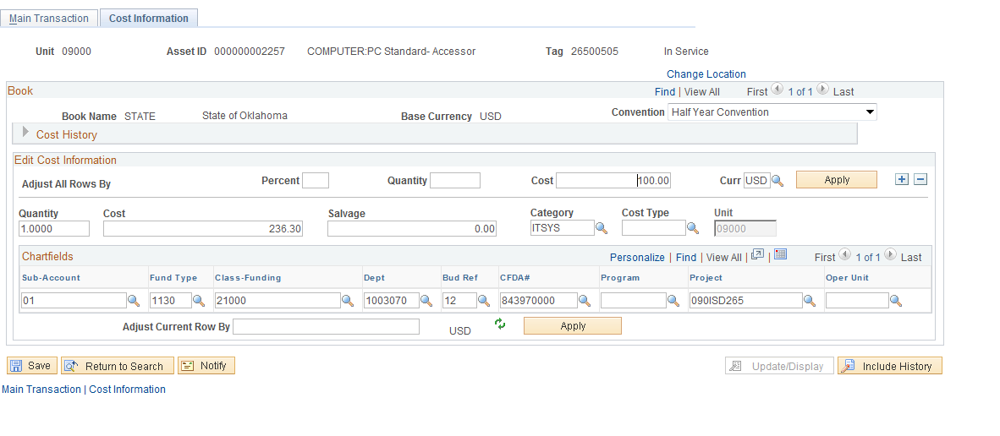 Main Transaction Cost Information
Unit 09000 Asset ID 000000002257 COMPUTER:PC Standard- Accessor Tag 26500505 In Service
Change Location
Book Find | View All First 1 of 1 Last
Book Name STATE State of Oklahoma Base Currency USD Convention Half Year Convention
Cost History
Edit Cost Information
Adjust All Rows By Percent Quantity Cost 100.00 Curr USD Apply
Quantity Cost Salvage Category Cost Type Unit
1.0000 236.30 0.00 ITSYS 09000
Chartfields Personalize | Find | View All | | First 1 of 1 Last
Sub-Account Fund Type Class-Funding Dept Bud Ref CFDA# Program Project Oper Unit
01 1130 21000 1003070 12 843970000 090ISD265
Adjust Current Row By USD Apply
Save Return to Search Notify Update/Display Include History
Main Transaction | Cost Information